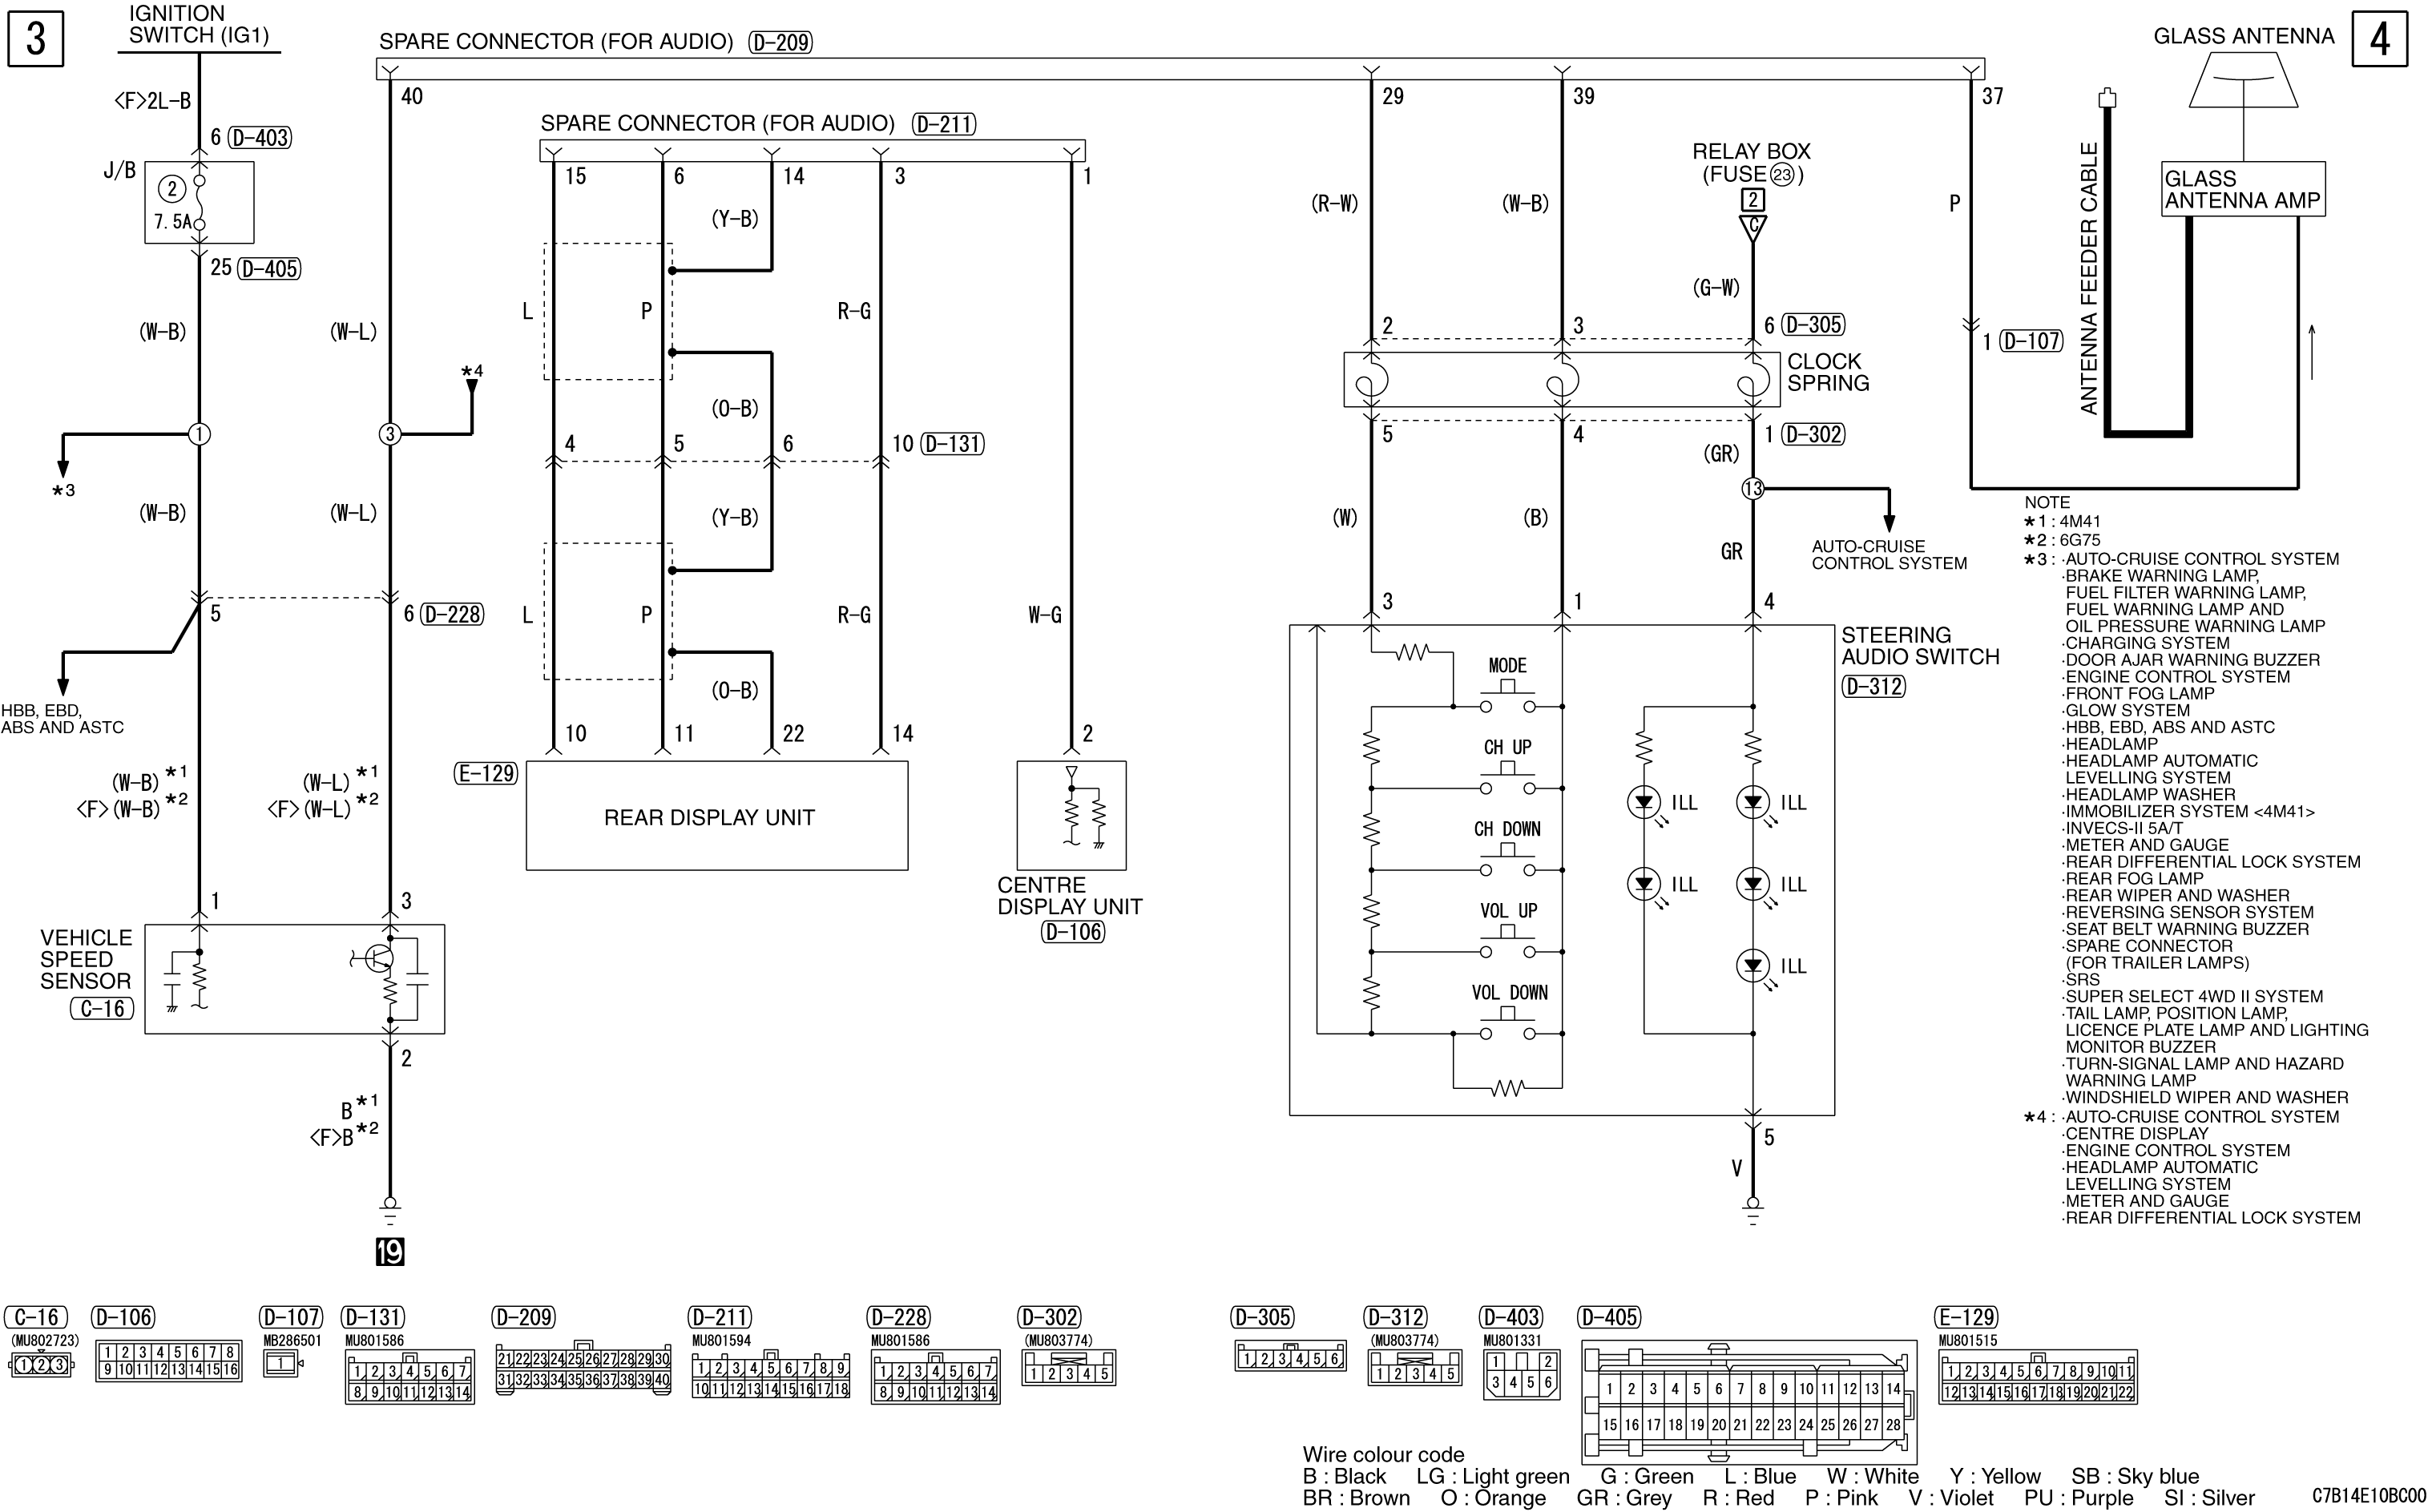 3
IGNITION
SWITCH (IG1)
<F>2L-B
6 D-403
J/B
2
7.5A
25 D-405
(W-B)
1
*3
(W-B)
5
HBB, EBD,
ABS AND ASTC
(W-B) *1
<F>(W-B) *2
1
VEHICLE
SPEED
SENSOR
C-16
SPARE CONNECTOR (FOR AUDIO) D-209
40
(W-L)
*4
3
(W-L)
6 D-228
(W-L) *1
<F>(W-L) *2
3
2
B *1
<F>B *2
19
SPARE CONNECTOR (FOR AUDIO) D-211
15 6 14 3 1
(Y-B)
L P R-G
(O-B)
4 5 6 10 D-131
(Y-B)
L P R-G W-G
(O-B)
10 11 22 14 2
E-129
REAR DISPLAY UNIT
CENTRE
DISPLAY UNIT
D-106
29 39 37
RELAY BOX
(FUSE 23)
2
C
(R-W) (W-B) P
(G-W)
2 3 6 D-305
CLOCK
SPRING
5 4 1 D-302
(GR)
13
(W) (B)
GR
AUTO-CRUISE
CONTROL SYSTEM
3 1 4
STEERING
AUDIO SWITCH
D-312
MODE
CH UP
CH DOWN
VOL UP
VOL DOWN
ILL ILL
ILL ILL
ILL
5
V
1 D-107
4
GLASS ANTENNA
GLASS
ANTENNA AMP
ANTENNA FEEDER CABLE
NOTE
*1 : 4M41
*2 : 6G75
*3 : ·AUTO-CRUISE CONTROL SYSTEM
·BRAKE WARNING LAMP,
FUEL FILTER WARNING LAMP,
FUEL WARNING LAMP AND
OIL PRESSURE WARNING LAMP
·CHARGING SYSTEM
·DOOR AJAR WARNING BUZZER
·ENGINE CONTROL SYSTEM
·FRONT FOG LAMP
·GLOW SYSTEM
·HBB, EBD, ABS AND ASTC
·HEADLAMP
·HEADLAMP AUTOMATIC
LEVELLING SYSTEM
·HEADLAMP WASHER
·IMMOBILIZER SYSTEM <4M41>
·INVECS-II 5A/T
·METER AND GAUGE
·REAR DIFFERENTIAL LOCK SYSTEM
·REAR FOG LAMP
·REAR WIPER AND WASHER
·REVERSING SENSOR SYSTEM
·SEAT BELT WARNING BUZZER
·SPARE CONNECTOR
(FOR TRAILER LAMPS)
·SRS
·SUPER SELECT 4WD II SYSTEM
·TAIL LAMP, POSITION LAMP,
LICENCE PLATE LAMP AND LIGHTING
MONITOR BUZZER
·TURN-SIGNAL LAMP AND HAZARD
WARNING LAMP
·WINDSHIELD WIPER AND WASHER
*4 : ·AUTO-CRUISE CONTROL SYSTEM
·CENTRE DISPLAY
·ENGINE CONTROL SYSTEM
·HEADLAMP AUTOMATIC
LEVELLING SYSTEM
·METER AND GAUGE
·REAR DIFFERENTIAL LOCK SYSTEM
C-16
(MU802723)
1 2 3
D-106
1 2 3 4 5 6 7 8
9 10 11 12 13 14 15 16
D-107
MB286501
1
D-131
MU801586
1 2 3 4 5 6 7
8 9 10 11 12 13 14
D-209
21 22 23 24 25 26 27 28 29 30
31 32 33 34 35 36 37 38 39 40
D-211
MU801594
1 2 3 4 5 6 7 8 9
10 11 12 13 14 15 16 17 18
D-228
MU801586
1 2 3 4 5 6 7
8 9 10 11 12 13 14
D-302
(MU803774)
1 2 3 4 5
D-305
1 2 3 4 5 6
D-312
(MU803774)
1 2 3 4 5
D-403
MU801331
1 2
3 4 5 6
D-405
1 2 3 4 5 6 7 8 9 10 11 12 13 14
15 16 17 18 19 20 21 22 23 24 25 26 27 28
E-129
MU801515
1 2 3 4 5 6 7 8 9 10 11
12 13 14 15 16 17 18 19 20 21 22
Wire colour code
B : Black LG : Light green G : Green L : Blue W : White Y : Yellow SB : Sky blue
BR : Brown O : Orange GR : Grey R : Red P : Pink V : Violet PU : Purple SI : Silver
C7B14E10BC00